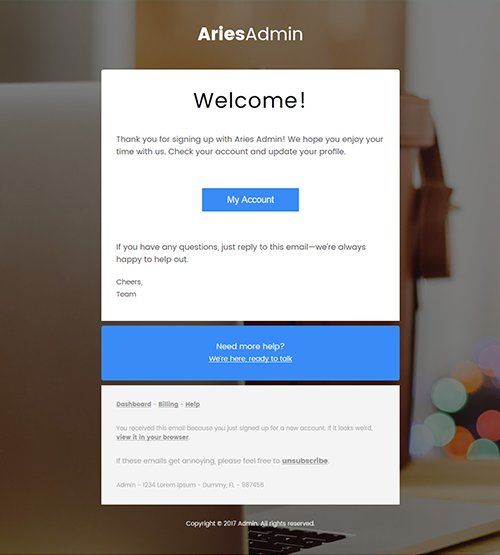 AriesAdmin
Welcome!
Thank you for signing up with Aries Admin! We hope you enjoy your
time with us. Check your account and update your profile.
My Account
If you have any questions, just reply to this email—we're always
happy to help out.
Cheers,
Team
Need more help?
We're here, ready to talk
Dashboard - Billing - Help
You received this email because you just signed up for a new account. If it looks weird,
view it in your browser.
If these emails get annoying, please feel free to unsubscribe.
Admin - 1234 Lorem Ipsum - Dummy, FL - 987456
Copyright © 2017 Admin. All rights reserved.